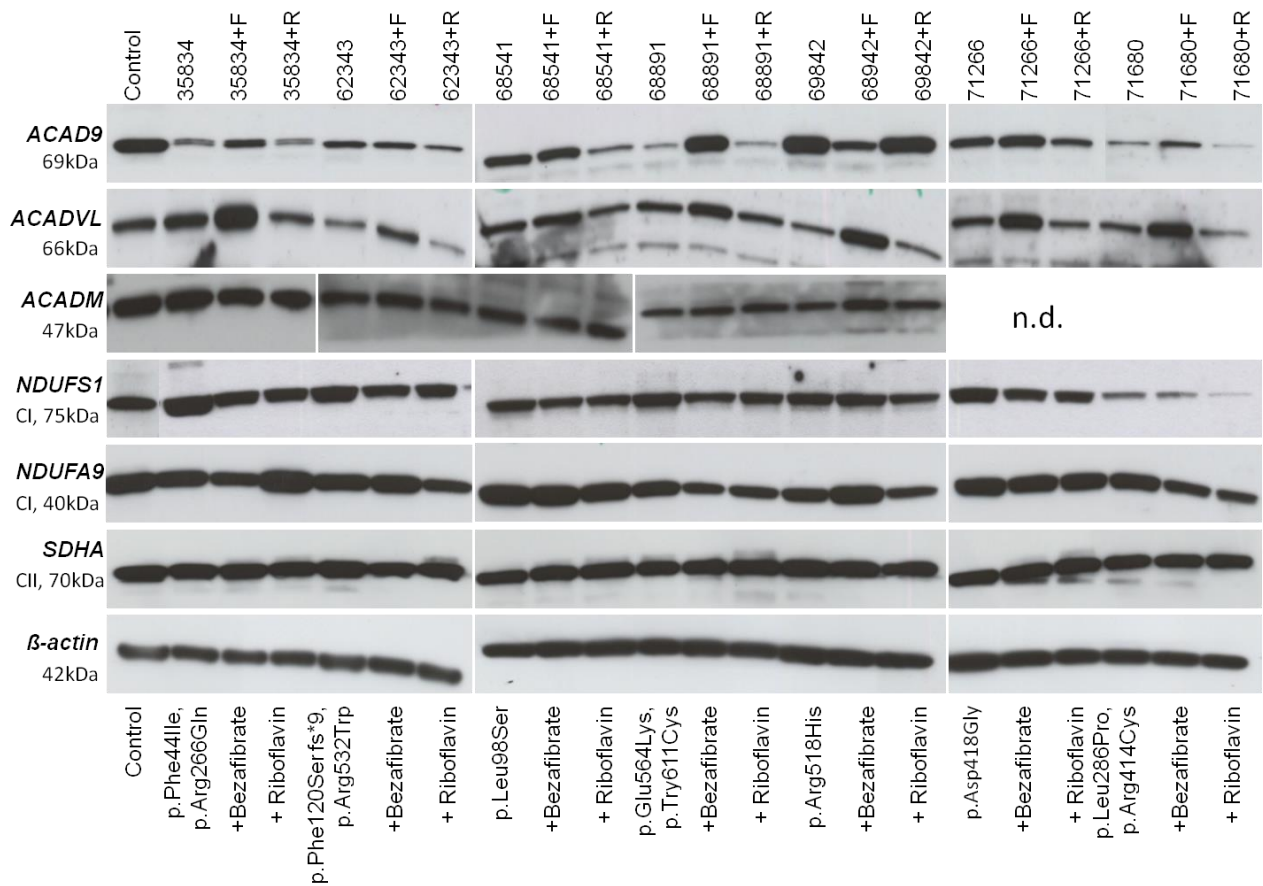 Control
35834
35834+F
35834+R
62343
62343+F
62343+R
68541
68541+F
68541+R
68891
68891+F
68891+R
69842
68942+F
69842+R
71266
71266+F
71266+R
71680
71680+F
71680+R
ACAD9
69kDa
ACADVL
66kDa
ACADM
47kDa
n.d.
NDUFS1
CI, 75kDa
NDUFA9
CI, 40kDa
SDHA
CII, 70kDa
ß-actin
42kDa
Control
p.Phe44Ile,
p.Arg266Gln
+Bezafibrate
+ Riboflavin
p.Phe120Ser fs*9,
p.Arg532Trp
+Bezafibrate
+ Riboflavin
p.Leu98Ser
+Bezafibrate
+ Riboflavin
p.Glu564Lys,
p.Try611Cys
+Bezafibrate
+ Riboflavin
p.Arg518His
+Bezafibrate
+ Riboflavin
p.Asp418Gly
+Bezafibrate
+ Riboflavin
p.Leu286Pro,
p.Arg414Cys
+Bezafibrate
+ Riboflavin